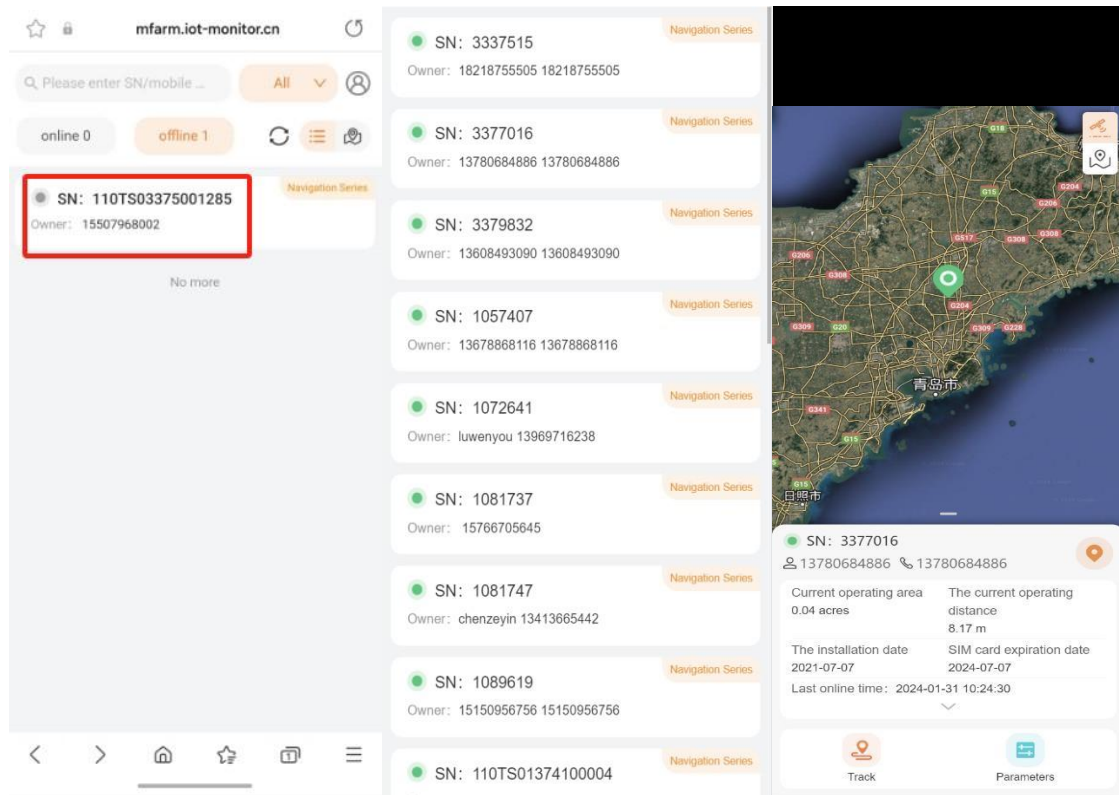 mfarm.iot-monitor.cn
Please enter SN/mobile ...
All
online 0
offline 1
Navigation Series
SN: 110TS03375001285
Owner: 15507968002
No more
1
Navigation Series
SN: 3337515
Owner: 18218755505 18218755505
Navigation Series
SN: 3377016
Owner: 13780684886 13780684886
Navigation Series
SN: 3379832
Owner: 13608493090 13608493090
Navigation Series
SN: 1057407
Owner: 13678868116 13678868116
Navigation Series
SN: 1072641
Owner: luwenyou 13969716238
Navigation Series
SN: 1081737
Owner: 15766705645
Navigation Series
SN: 1081747
Owner: chenzeyin 13413665442
Navigation Series
SN: 1089619
Owner: 15150956756 15150956756
Navigation Series
SN: 110TS01374100004
G18
G15
G204
G206
G517
G308
G308
G206
G308
G204
G309
G20
G309
G228
青岛市
G341
G15
G15
日照市
SN: 3377016
13780684886 13780684886
Current operating area
0.04 acres
The current operating
distance
8.17 m
The installation date
2021-07-07
SIM card expiration date
2024-07-07
Last online time: 2024-01-31 10:24:30
Track
Parameters